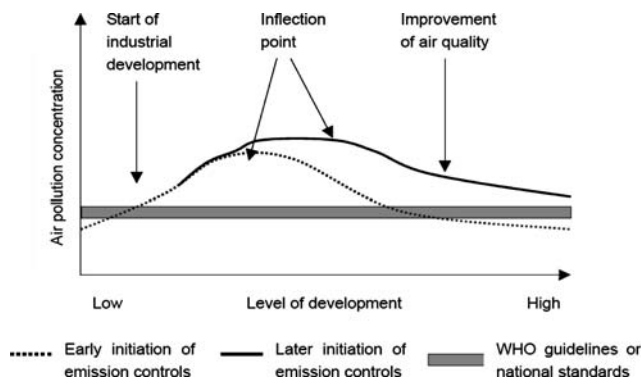 Start of
industrial
development
Inflection
point
Improvement
of air quality
Air pollution concentration
Low
Level of development
High
Early initiation of
emission controls
Later initiation of
emission controls
WHO guidelines or
national standards